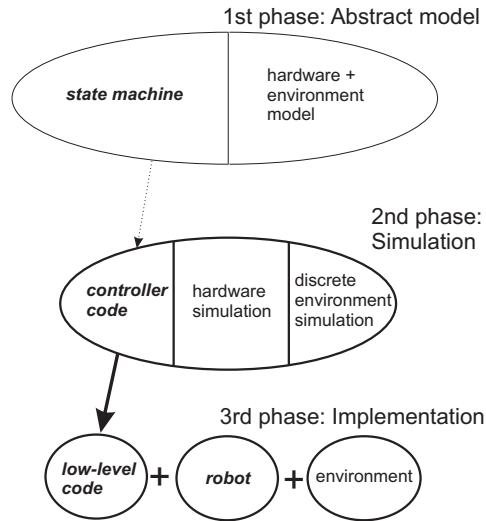 1st phase: Abstract model
state machine
hardware +
environment
model
2nd phase:
Simulation
controller
code
hardware
simulation
discrete
environment
simulation
3rd phase: Implementation
low-level
code
+
robot
+
environment